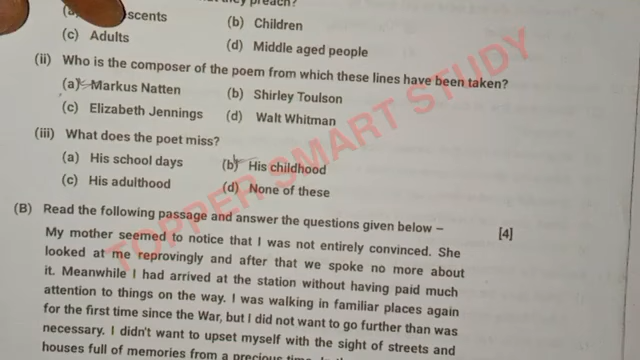 they preach?
scents (b) Children
(c) Adults (d) Middle aged people
(ii) Who is the composer of the poem from which these lines have been taken?
(a) Markus Natten (b) Shirley Toulson
(c) Elizabeth Jennings (d) Walt Whitman
(iii) What does the poet miss?
(a) His school days (b) His childhood
(c) His adulthood (d) None of these
(B) Read the following passage and answer the questions given below – [4]
My mother seemed to notice that I was not entirely convinced. She
looked at me reprovingly and after that we spoke no more about
it. Meanwhile I had arrived at the station without having paid much
attention to things on the way. I was walking in familiar places again
for the first time since the War, but I did not want to go further than was
necessary. I didn't want to upset myself with the sight of streets and
houses full of memories from a precious time.
TOPPER SMART STUDY